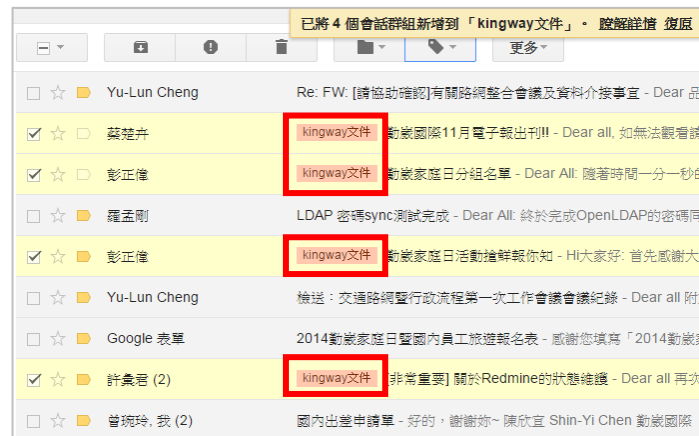 已將 4 個會話群組新增到「kingway文件」。 瞭解詳情 復原
更多
Yu-Lun Cheng Re: FW: [請協助確認]有關路網整合會議及資料介接事宜 - Dear 品
蔡楚卉 kingway文件 勤崴國際11月電子報出刊!! - Dear all, 如無法觀看請
彭正偉 kingway文件 勤崴家庭日分組名單 - Dear All: 隨著時間一分一秒的
羅孟剛 LDAP 密碼sync測試完成 - Dear All: 終於完成OpenLDAP的密碼同
彭正偉 kingway文件 勤崴家庭日活動搶鮮報你知 - Hi大家好: 首先感謝大
Yu-Lun Cheng 檢送：交通路網暨行政流程第一次工作會議會議紀錄 - Dear all 附
Google 表單 2014勤崴家庭日暨國內員工旅遊報名表 - 感謝您填寫「2014勤崴家
許彙君 (2) kingway文件 [非常重要] 關於Redmine的狀態維護 - Dear all 再次
曾琬玲, 我 (2) 國內出差申請單 - 好的，謝謝妳~ 陳欣宜 Shin-Yi Chen 勤崴國際